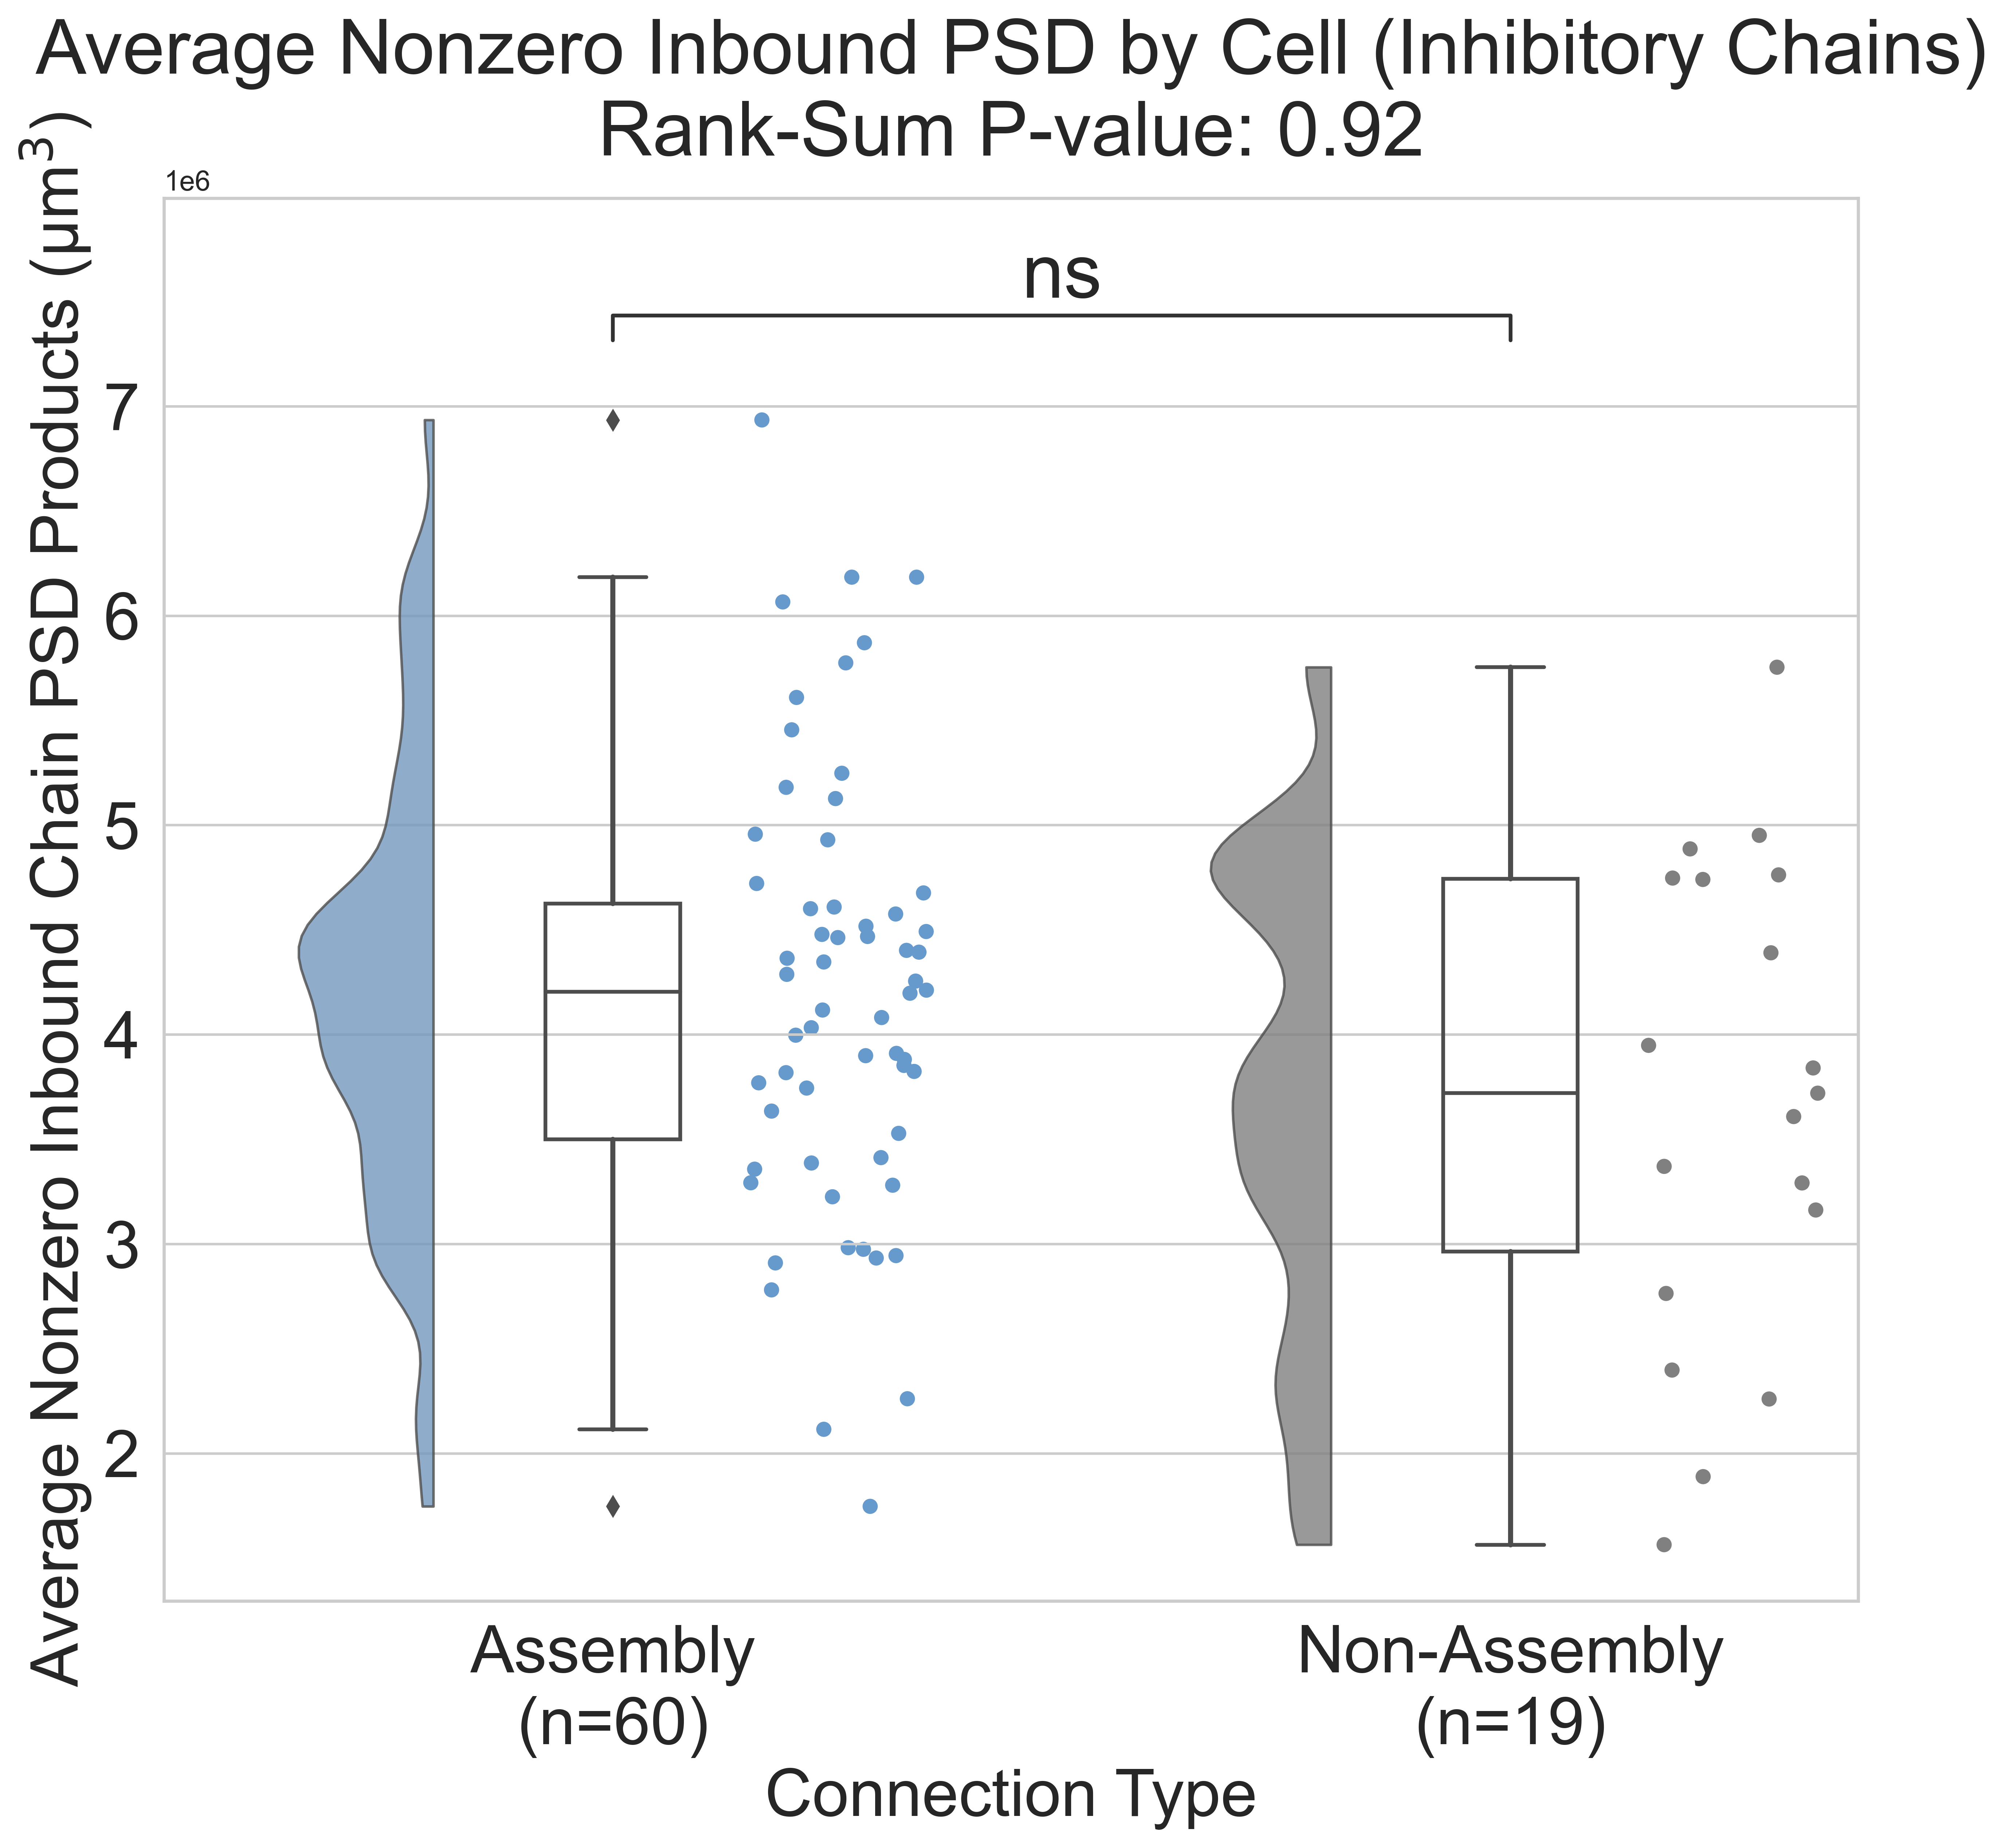 Average Nonzero Inbound PSD by Cell (Inhibitory Chains)
Rank-Sum P-value: 0.92
1e6
Average Nonzero Inbound Chain PSD Products (µm³)
ns
7
6
5
4
3
2
Assembly
(n=60)
Non-Assembly
(n=19)
Connection Type